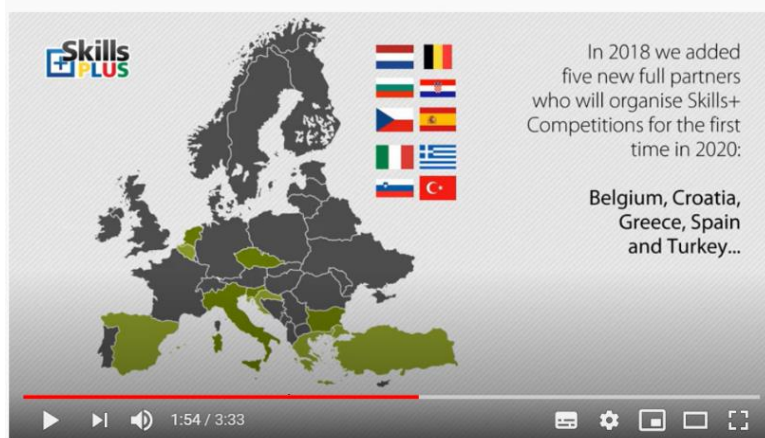 Skills
PLUS
In 2018 we added
five new full partners
who will organise Skills+
Competitions for the first
time in 2020:
Belgium, Croatia,
Greece, Spain
and Turkey...
1:54 / 3:33